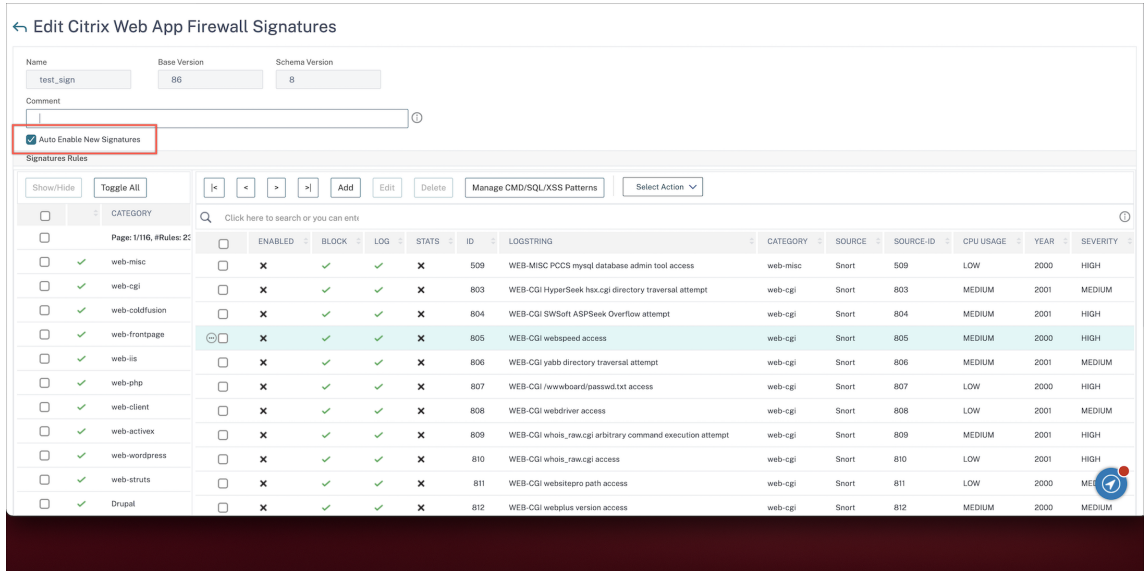 Edit Citrix Web App Firewall Signatures
Name Base Version Schema Version
test_sign 86 8
Comment
Auto Enable New Signatures
Signatures Rules
Show/Hide Toggle All |< < > >| Add Edit Delete Manage CMD/SQL/XSS Patterns Select Action
CATEGORY
Click here to search or you can ente
Page: 1/116, #Rules: 23
ENABLED BLOCK LOG STATS ID LOGSTRING CATEGORY SOURCE SOURCE-ID CPU USAGE YEAR SEVERITY
web-misc
509 WEB-MISC PCCS mysql database admin tool access web-misc Snort 509 LOW 2000 HIGH
web-cgi
803 WEB-CGI HyperSeek hsx.cgi directory traversal attempt web-cgi Snort 803 MEDIUM 2001 MEDIUM
web-coldfusion
804 WEB-CGI SWSoft ASPSeek Overflow attempt web-cgi Snort 804 MEDIUM 2001 HIGH
web-frontpage
805 WEB-CGI webspeed access web-cgi Snort 805 MEDIUM 2000 HIGH
web-iis
806 WEB-CGI yabb directory traversal attempt web-cgi Snort 806 MEDIUM 2001 MEDIUM
web-php
807 WEB-CGI /wwwboard/passwd.txt access web-cgi Snort 807 LOW 2000 HIGH
web-client
808 WEB-CGI webdriver access web-cgi Snort 808 LOW 2001 MEDIUM
web-activex
809 WEB-CGI whois_raw.cgi arbitrary command execution attempt web-cgi Snort 809 MEDIUM 2001 HIGH
web-wordpress
810 WEB-CGI whois_raw.cgi access web-cgi Snort 810 LOW 2001 HIGH
web-struts
811 WEB-CGI websitepro path access web-cgi Snort 811 LOW 2000
Drupal
812 WEB-CGI webplus version access web-cgi Snort 812 MEDIUM 2000 MEDIUM